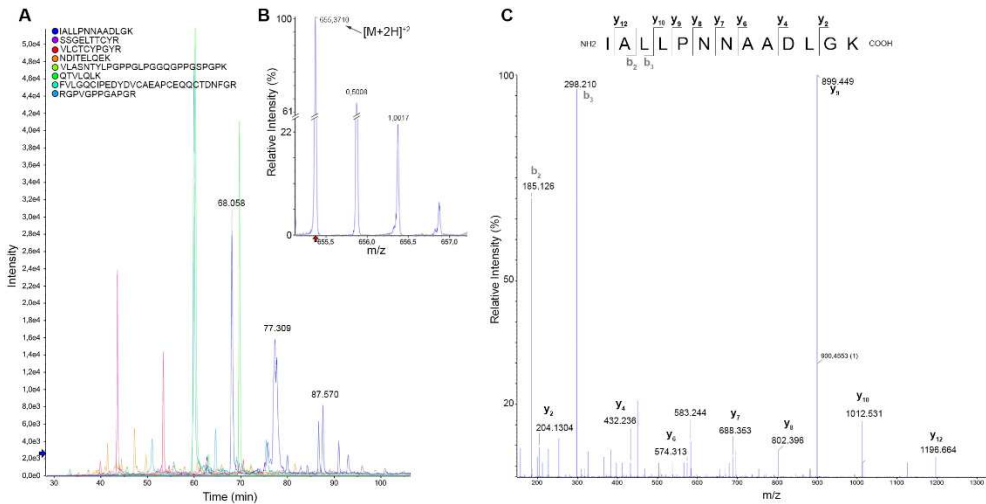 A
IALLPNNAADLGK
SSGELTTCYR
VLCTCYPGYR
NDITELQEK
VLASNTYLPGPPGLPGGQGPPGSPGPK
QTVLQLK
FVLGQCIPEDYDVCAEAPCEQQCTDNFGR
RGPVGPPGAPGR
5,0e4
4,8e4
4,6e4
4,4e4
4,2e4
4,0e4
3,8e4
3,6e4
3,4e4
3,2e4
3,0e4
2,8e4
2,6e4
2,4e4
2,2e4
2,0e4
1,8e4
1,6e4
1,4e4
1,2e4
1,0e4
8,0e3
6,0e3
4,0e3
2,0e3
0,0e0
Intensity
68.058
77.309
87.570
30 40 50 60 70 80 90 100
Time (min)
B
Relative Intensity (%)
100
61
22
0
655,3710
[M+2H]+2
0,5008
1,0017
655,5 656,0 656,5 657,0
m/z
C
y12 y10 y9 y8 y7 y6 y4 y2
NH2 I A L L P N N A A D L G K COOH
b2 b3
Relative Intensity (%)
100
50
20
298.210
b3
b2
185.126
899.449
y9
900,4553 (1)
y2
204.1304
y4
432.236
583.244
y6
574.313
y7
688.363
y8
802.396
y10
1012.531
y12
1196.664
200 300 400 500 600 700 800 900 1000 1100 1200 1300
m/z